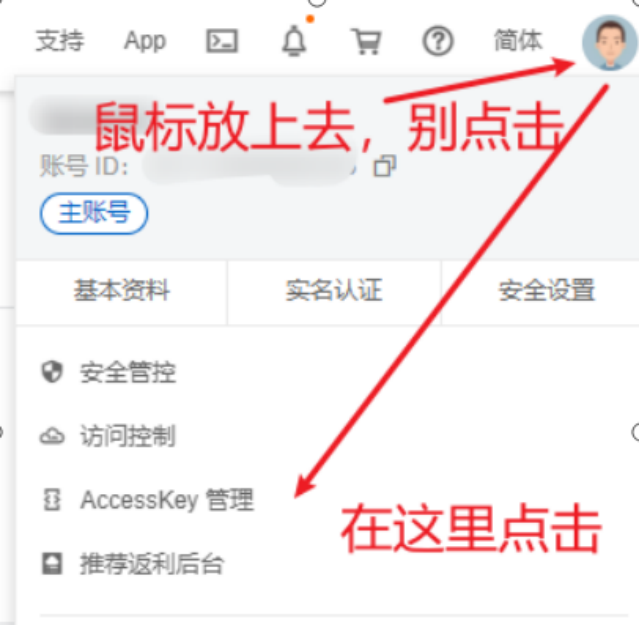 支持 App 简体
鼠标放上去，别点击
账号 ID:
主账号
基本资料 实名认证 安全设置
安全管控
访问控制
AccessKey 管理
在这里点击
推荐返利后台